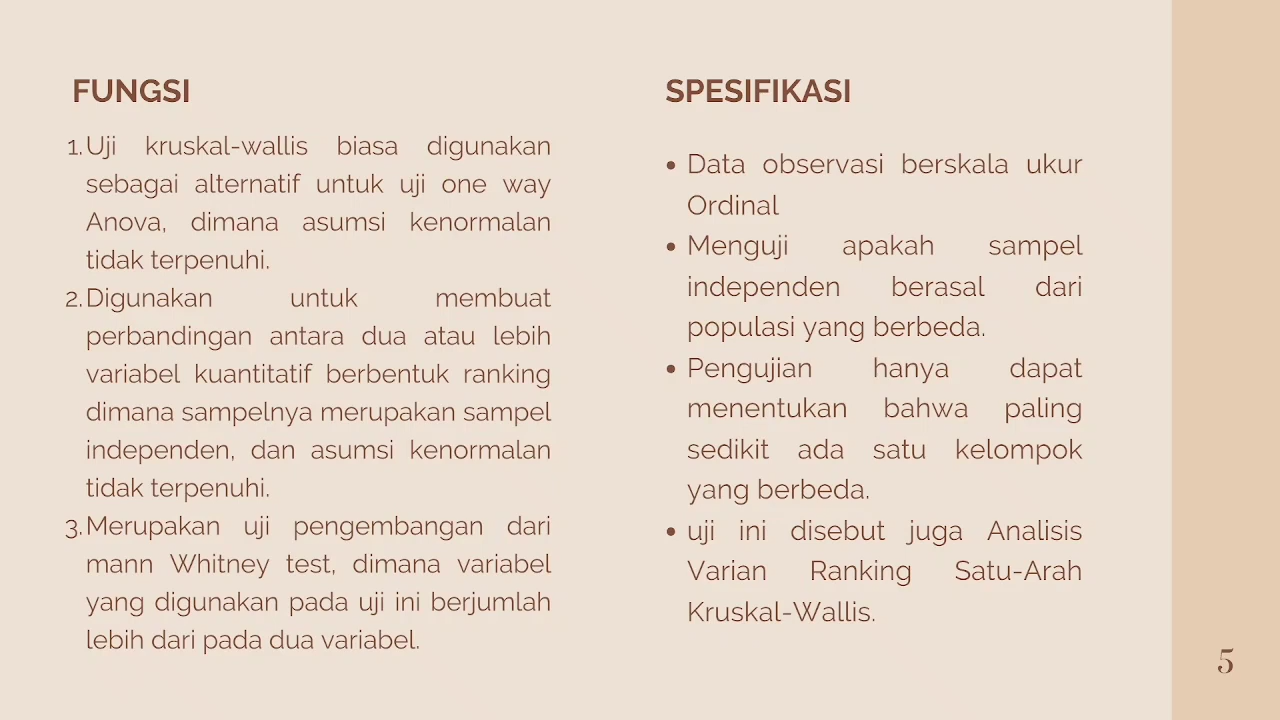 FUNGSI
1. Uji kruskal-wallis biasa digunakan
sebagai alternatif untuk uji one way
Anova, dimana asumsi kenormalan
tidak terpenuhi.
2. Digunakan untuk membuat
perbandingan antara dua atau lebih
variabel kuantitatif berbentuk ranking
dimana sampelnya merupakan sampel
independen, dan asumsi kenormalan
tidak terpenuhi.
3. Merupakan uji pengembangan dari
mann Whitney test, dimana variabel
yang digunakan pada uji ini berjumlah
lebih dari pada dua variabel.
SPESIFIKASI
• Data observasi berskala ukur
Ordinal
• Menguji apakah sampel
independen berasal dari
populasi yang berbeda.
• Pengujian hanya dapat
menentukan bahwa paling
sedikit ada satu kelompok
yang berbeda.
• uji ini disebut juga Analisis
Varian Ranking Satu-Arah
Kruskal-Wallis.
5